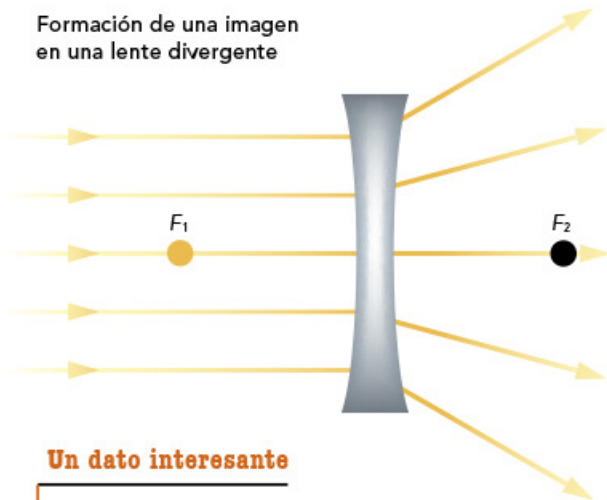 Formación de una imagen
en una lente divergente
F₁
F₂
Un dato interesante